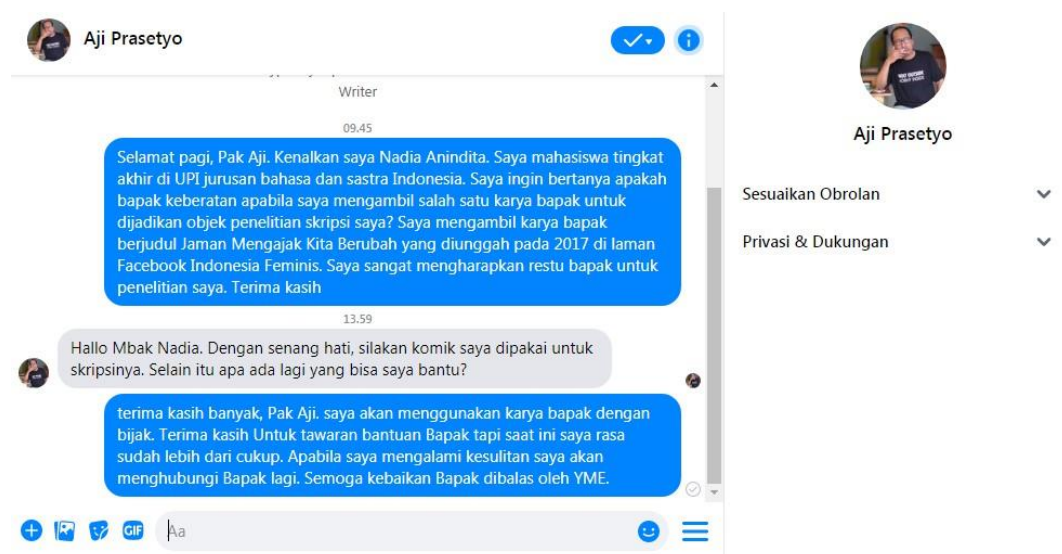 Aji Prasetyo
Writer
09.45
Selamat pagi, Pak Aji. Kenalkan saya Nadia Anindita. Saya mahasiswa tingkat
akhir di UPI jurusan bahasa dan sastra Indonesia. Saya ingin bertanya apakah
bapak keberatan apabila saya mengambil salah satu karya bapak untuk
dijadikan objek penelitian skripsi saya? Saya mengambil karya bapak
berjudul Jaman Mengajak Kita Berubah yang diunggah pada 2017 di laman
Facebook Indonesia Feminis. Saya sangat mengharapkan restu bapak untuk
penelitian saya. Terima kasih
13.59
Hallo Mbak Nadia. Dengan senang hati, silakan komik saya dipakai untuk
skripsinya. Selain itu apa ada lagi yang bisa saya bantu?
terima kasih banyak, Pak Aji. saya akan menggunakan karya bapak dengan
bijak. Terima kasih Untuk tawaran bantuan Bapak tapi saat ini saya rasa
sudah lebih dari cukup. Apabila saya mengalami kesulitan saya akan
menghubungi Bapak lagi. Semoga kebaikan Bapak dibalas oleh YME.
GIF
Aa
Aji Prasetyo
Sesuaikan Obrolan
Privasi & Dukungan